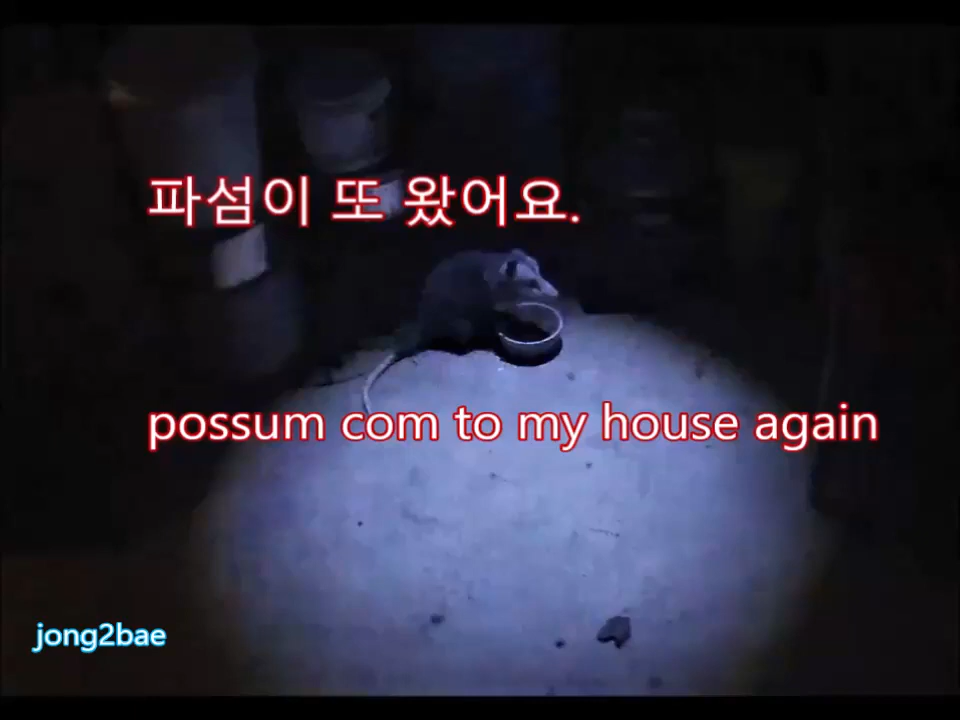 파섬이 또 왔어요.
possum com to my house again
jong2bae